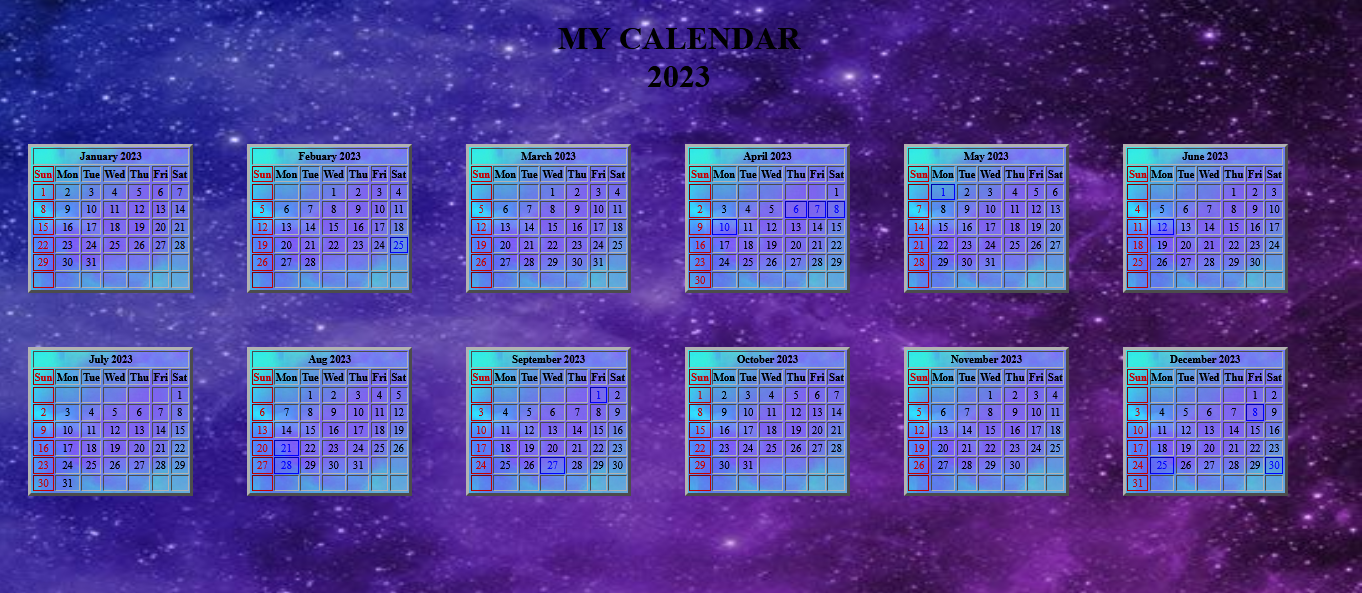 MY CALENDAR
2023
January 2023
Sun Mon Tue Wed Thu Fri Sat
1 2 3 4 5 6 7
8 9 10 11 12 13 14
15 16 17 18 19 20 21
22 23 24 25 26 27 28
29 30 31
Febuary 2023
Sun Mon Tue Wed Thu Fri Sat
1 2 3 4
5 6 7 8 9 10 11
12 13 14 15 16 17 18
19 20 21 22 23 24 25
26 27 28
March 2023
Sun Mon Tue Wed Thu Fri Sat
1 2 3 4
5 6 7 8 9 10 11
12 13 14 15 16 17 18
19 20 21 22 23 24 25
26 27 28 29 30 31
April 2023
Sun Mon Tue Wed Thu Fri Sat
1
2 3 4 5 6 7 8
9 10 11 12 13 14 15
16 17 18 19 20 21 22
23 24 25 26 27 28 29
30
May 2023
Sun Mon Tue Wed Thu Fri Sat
1 2 3 4 5 6
7 8 9 10 11 12 13
14 15 16 17 18 19 20
21 22 23 24 25 26 27
28 29 30 31
June 2023
Sun Mon Tue Wed Thu Fri Sat
1 2 3
4 5 6 7 8 9 10
11 12 13 14 15 16 17
18 19 20 21 22 23 24
25 26 27 28 29 30
July 2023
Sun Mon Tue Wed Thu Fri Sat
1
2 3 4 5 6 7 8
9 10 11 12 13 14 15
16 17 18 19 20 21 22
23 24 25 26 27 28 29
30 31
Aug 2023
Sun Mon Tue Wed Thu Fri Sat
1 2 3 4 5
6 7 8 9 10 11 12
13 14 15 16 17 18 19
20 21 22 23 24 25 26
27 28 29 30 31
September 2023
Sun Mon Tue Wed Thu Fri Sat
1 2
3 4 5 6 7 8 9
10 11 12 13 14 15 16
17 18 19 20 21 22 23
24 25 26 27 28 29 30
October 2023
Sun Mon Tue Wed Thu Fri Sat
1 2 3 4 5 6 7
8 9 10 11 12 13 14
15 16 17 18 19 20 21
22 23 24 25 26 27 28
29 30 31
November 2023
Sun Mon Tue Wed Thu Fri Sat
1 2 3 4
5 6 7 8 9 10 11
12 13 14 15 16 17 18
19 20 21 22 23 24 25
26 27 28 29 30
December 2023
Sun Mon Tue Wed Thu Fri Sat
1 2
3 4 5 6 7 8 9
10 11 12 13 14 15 16
17 18 19 20 21 22 23
24 25 26 27 28 29 30
31